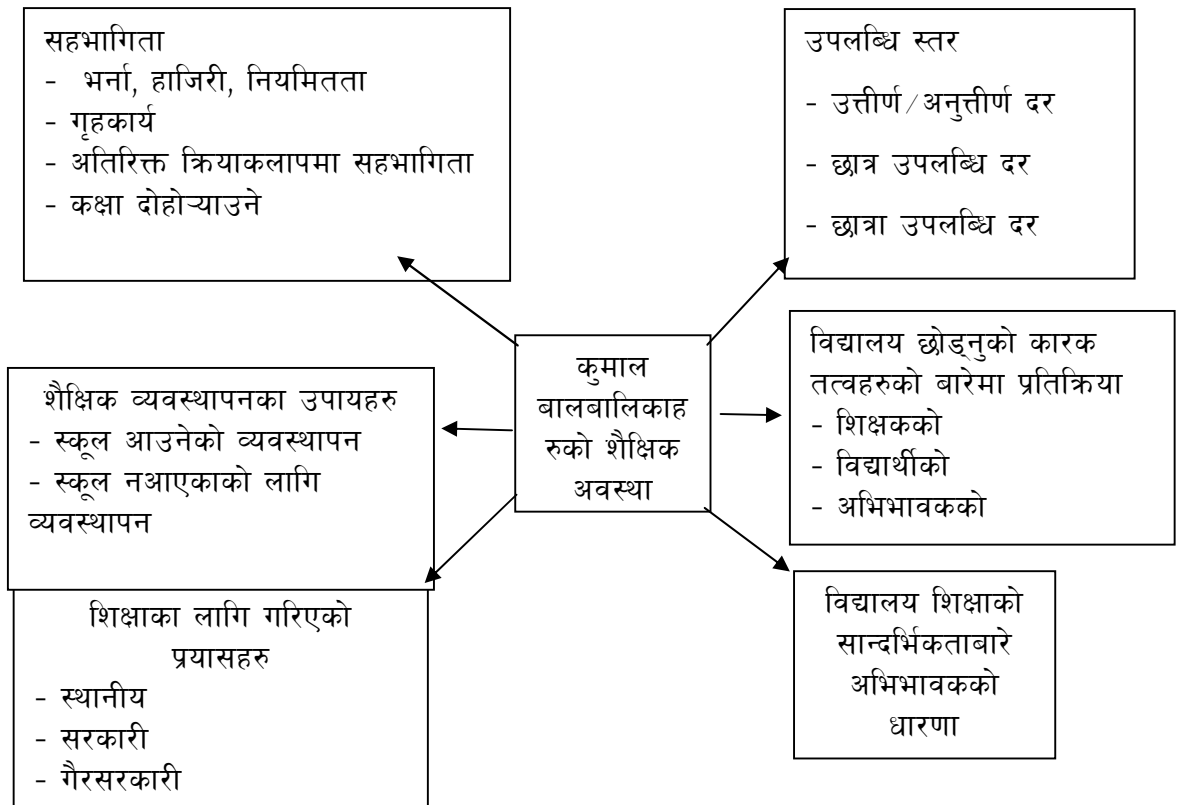 सहभागिता
- भर्ना, हाजिरी, नियमितता
- गृहकार्य
- अतिरिक्त क्रियाकलापमा सहभागिता
- कक्षा दोहोर्‍याउने
उपलब्धि स्तर
- उत्तीर्ण/अनुत्तीर्ण दर
- छात्र उपलब्धि दर
- छात्रा उपलब्धि दर
कुमाल
बालबालिकाह
रुको शैक्षिक
अवस्था
विद्यालय छोड्नुको कारक
तत्वहरुको बारेमा प्रतिक्रिया
- शिक्षकको
- विद्यार्थीको
- अभिभावकको
शैक्षिक व्यवस्थापनका उपायहरु
- स्कूल आउनेको व्यवस्थापन
- स्कूल नआएकाको लागि
व्यवस्थापन
शिक्षाका लागि गरिएको
प्रयासहरु
- स्थानीय
- सरकारी
- गैरसरकारी
विद्यालय शिक्षाको
सान्दर्भिकताबारे
अभिभावकको
धारणा